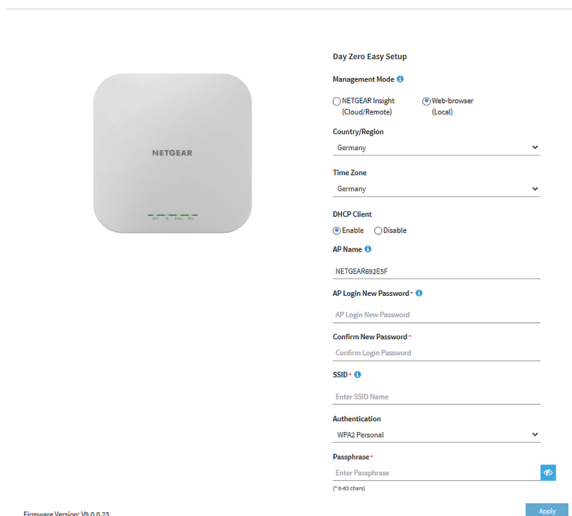 Day Zero Easy Setup
Management Mode
NETGEAR Insight
(Cloud/Remote)
Web-browser
(Local)
Country/Region
Germany
Time Zone
Germany
DHCP Client
Enable
Disable
AP Name
NETGEAR692E5F
AP Login New Password *
AP Login New Password
Confirm New Password *
Confirm Login Password
SSID *
Enter SSID Name
Authentication
WPA2 Personal
Passphrase *
Enter Passphrase
(* 8-63 chars)
Apply
NETGEAR
Firmware Version: V9.0.0.23